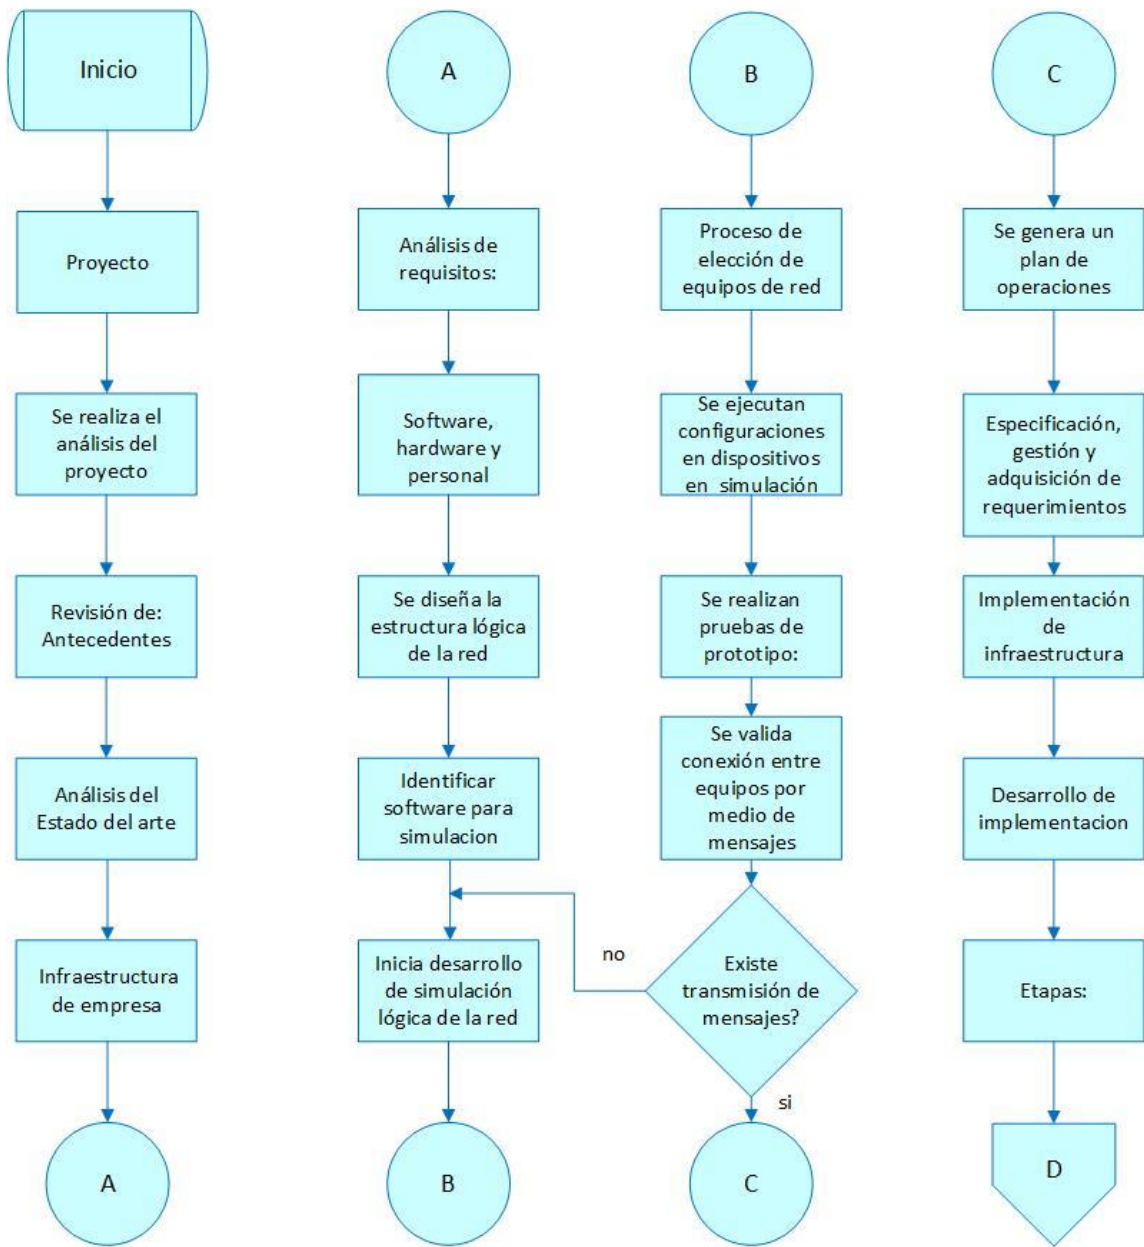 Inicio
Proyecto
Se realiza el
análisis del
proyecto
Revisión de:
Antecedentes
Análisis del
Estado del arte
Infraestructura
de empresa
A
A
Análisis de
requisitos:
Software,
hardware y
personal
Se diseña la
estructura lógica
de la red
Identificar
software para
simulacion
Inicia desarrollo
de simulación
lógica de la red
B
B
Proceso de
elección de
equipos de red
Se ejecutan
configuraciones
en dispositivos
en simulación
Se realizan
pruebas de
prototipo:
Se valida
conexión entre
equipos por
medio de
mensajes
Existe
transmisión de
mensajes?
no
si
C
C
Se genera un
plan de
operaciones
Especificación,
gestión y
adquisición de
requerimientos
Implementación
de
infraestructura
Desarrollo de
implementacion
Etapas:
D